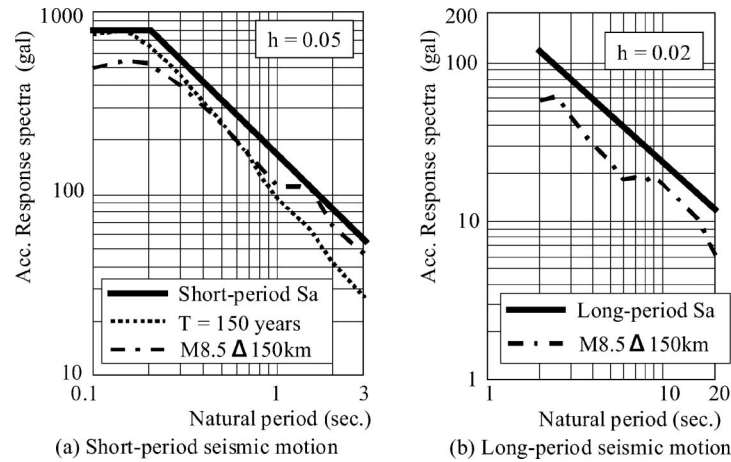 1000
h = 0.05
Acc. Response spectra (gal)
100
Short-period Sa
T = 150 years
M8.5 Δ 150km
10
0.1
1
3
Natural period (sec.)
(a) Short-period seismic motion
200
100
h = 0.02
Acc. Response spectra (gal)
10
Long-period Sa
M8.5 Δ 150km
1
1
10
20
Natural period (sec.)
(b) Long-period seismic motion